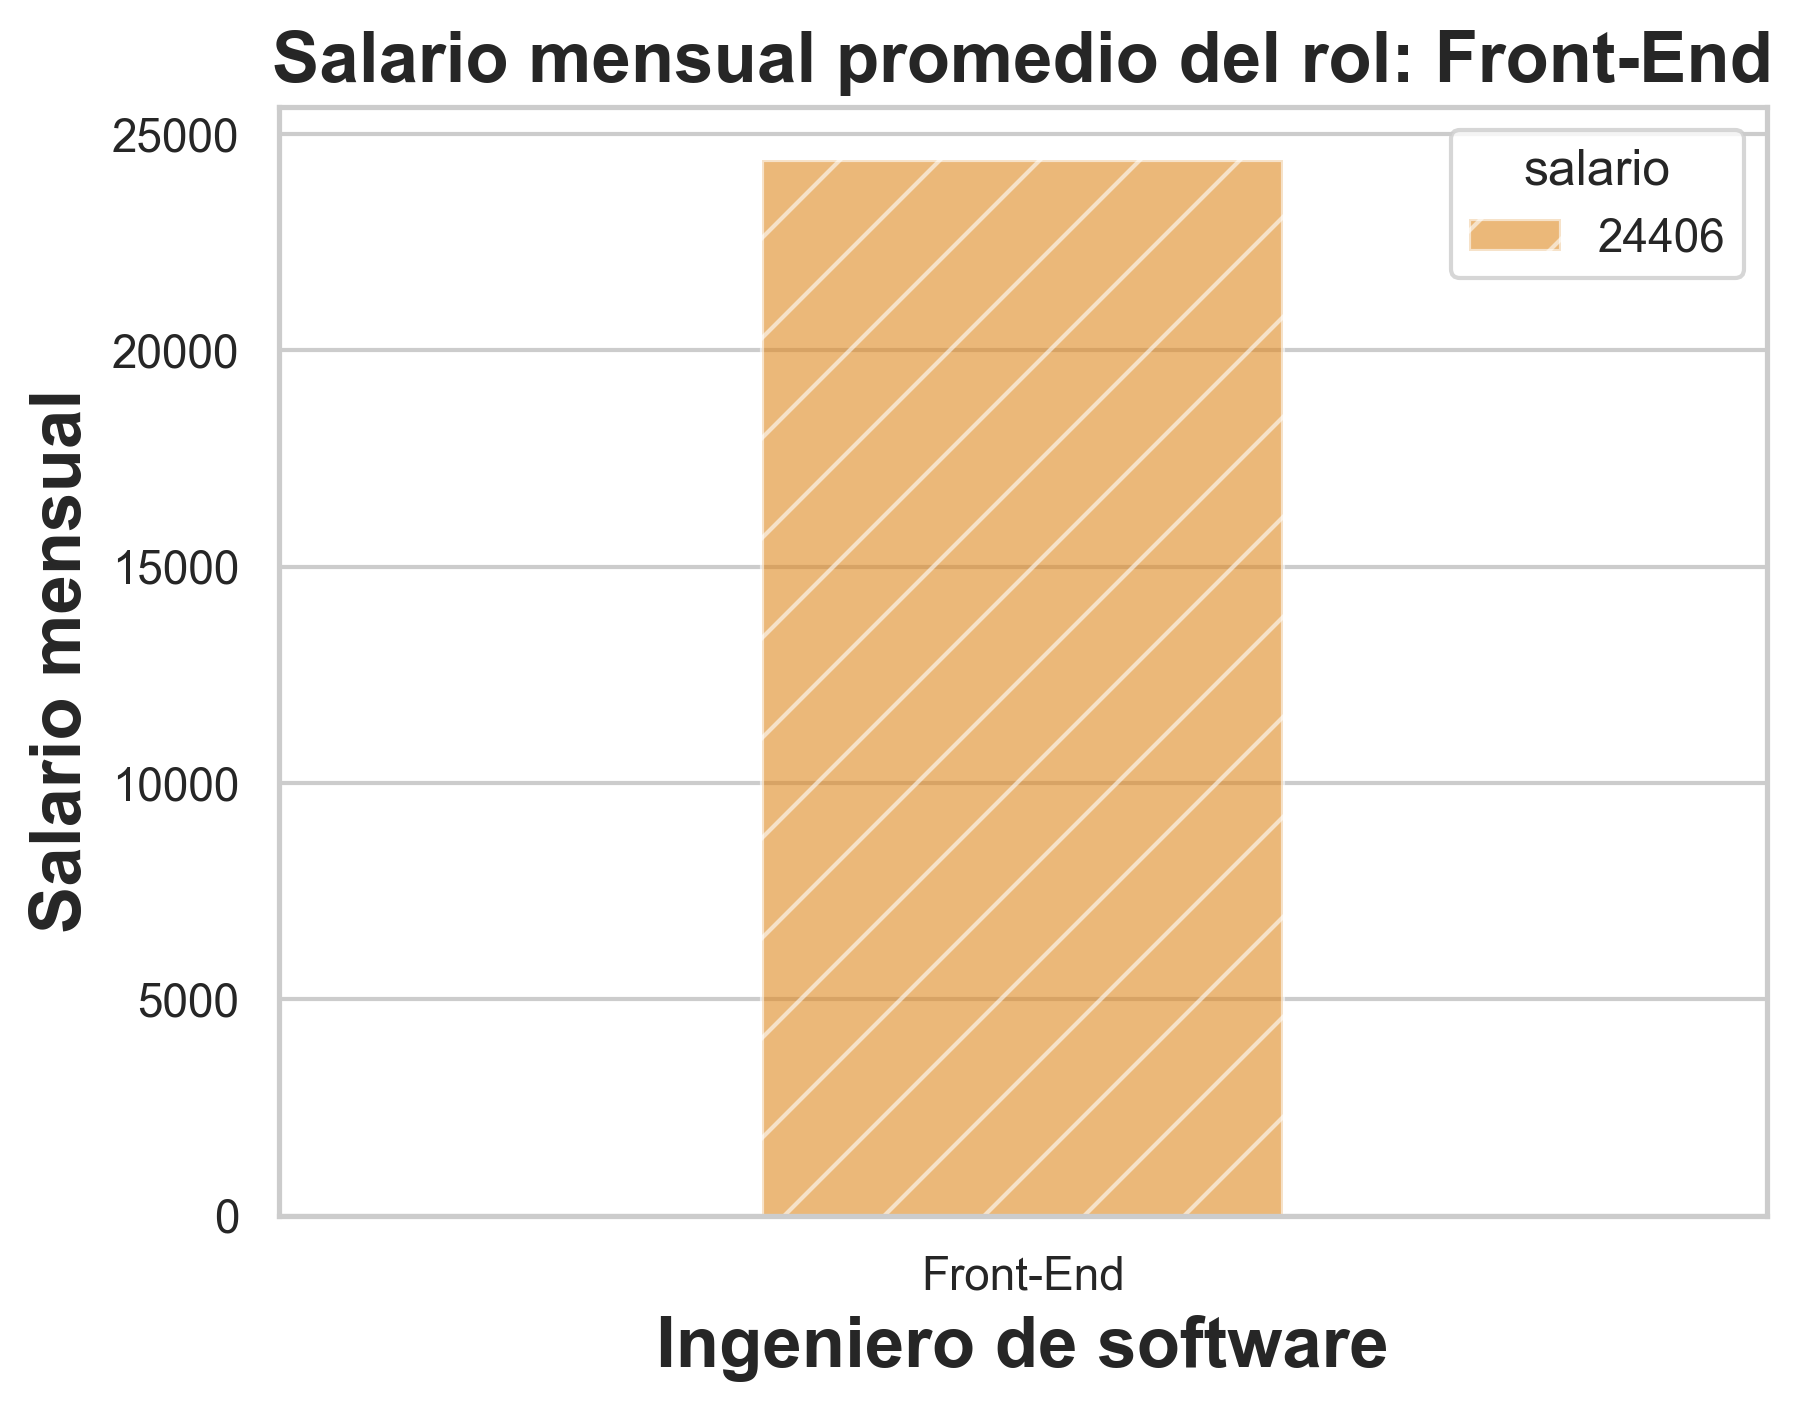 Salario mensual promedio del rol: Front-End
25000
20000
15000
10000
5000
0
Salario mensual
salario
24406
Front-End
Ingeniero de software